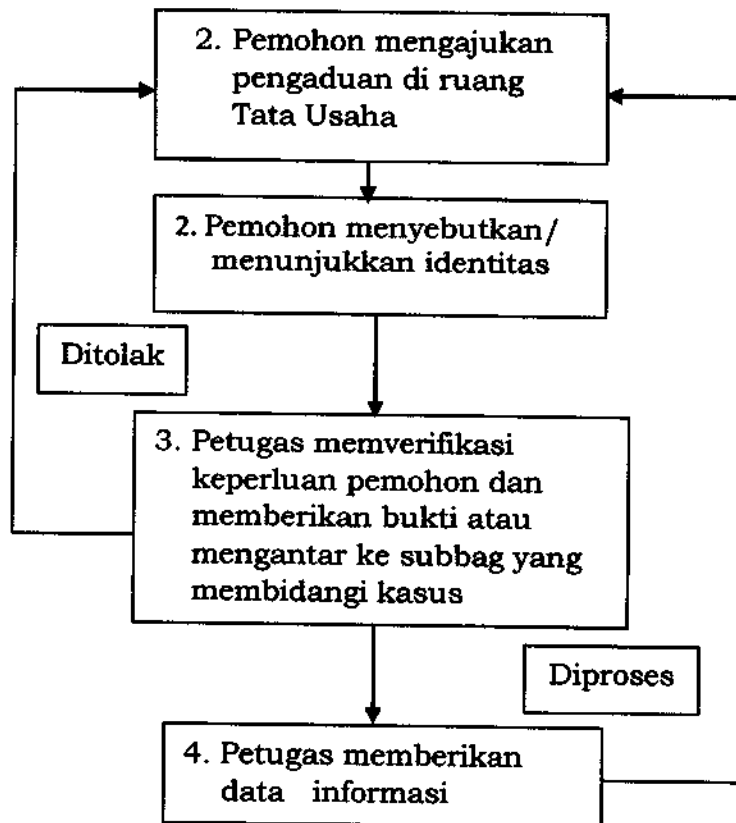 2. Pemohon mengajukan
pengaduan di ruang
Tata Usaha
2. Pemohon menyebutkan/
menunjukkan identitas
Ditolak
3. Petugas memverifikasi
keperluan pemohon dan
memberikan bukti atau
mengantar ke subbag yang
membidangi kasus
Diproses
4. Petugas memberikan
data informasi